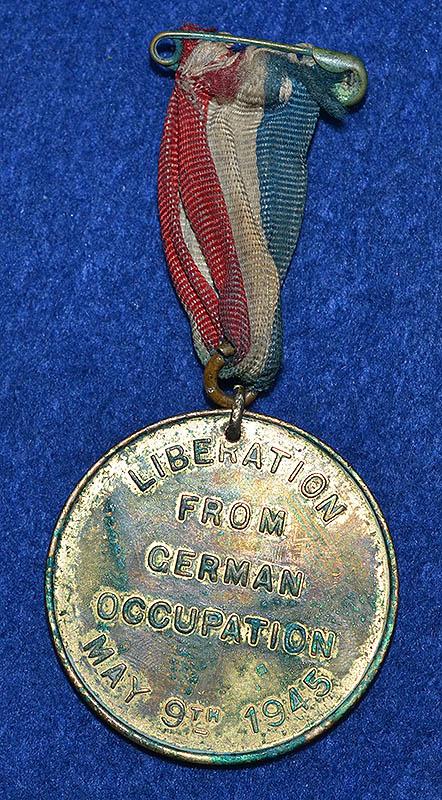 LIBERATION
FROM
GERMAN
OCCUPATION
MAY 9TH 1945